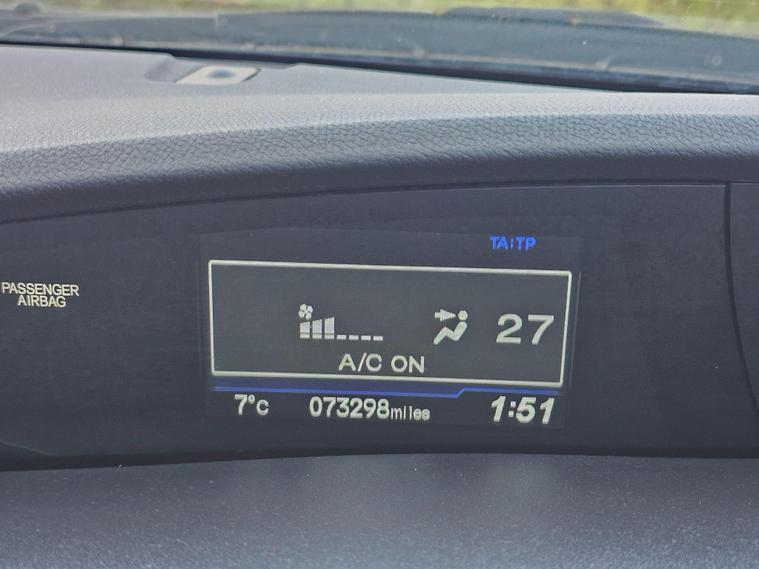 TA:TP
PASSENGER
AIRBAG
27
A/C ON
7°C 073298miles 1:51